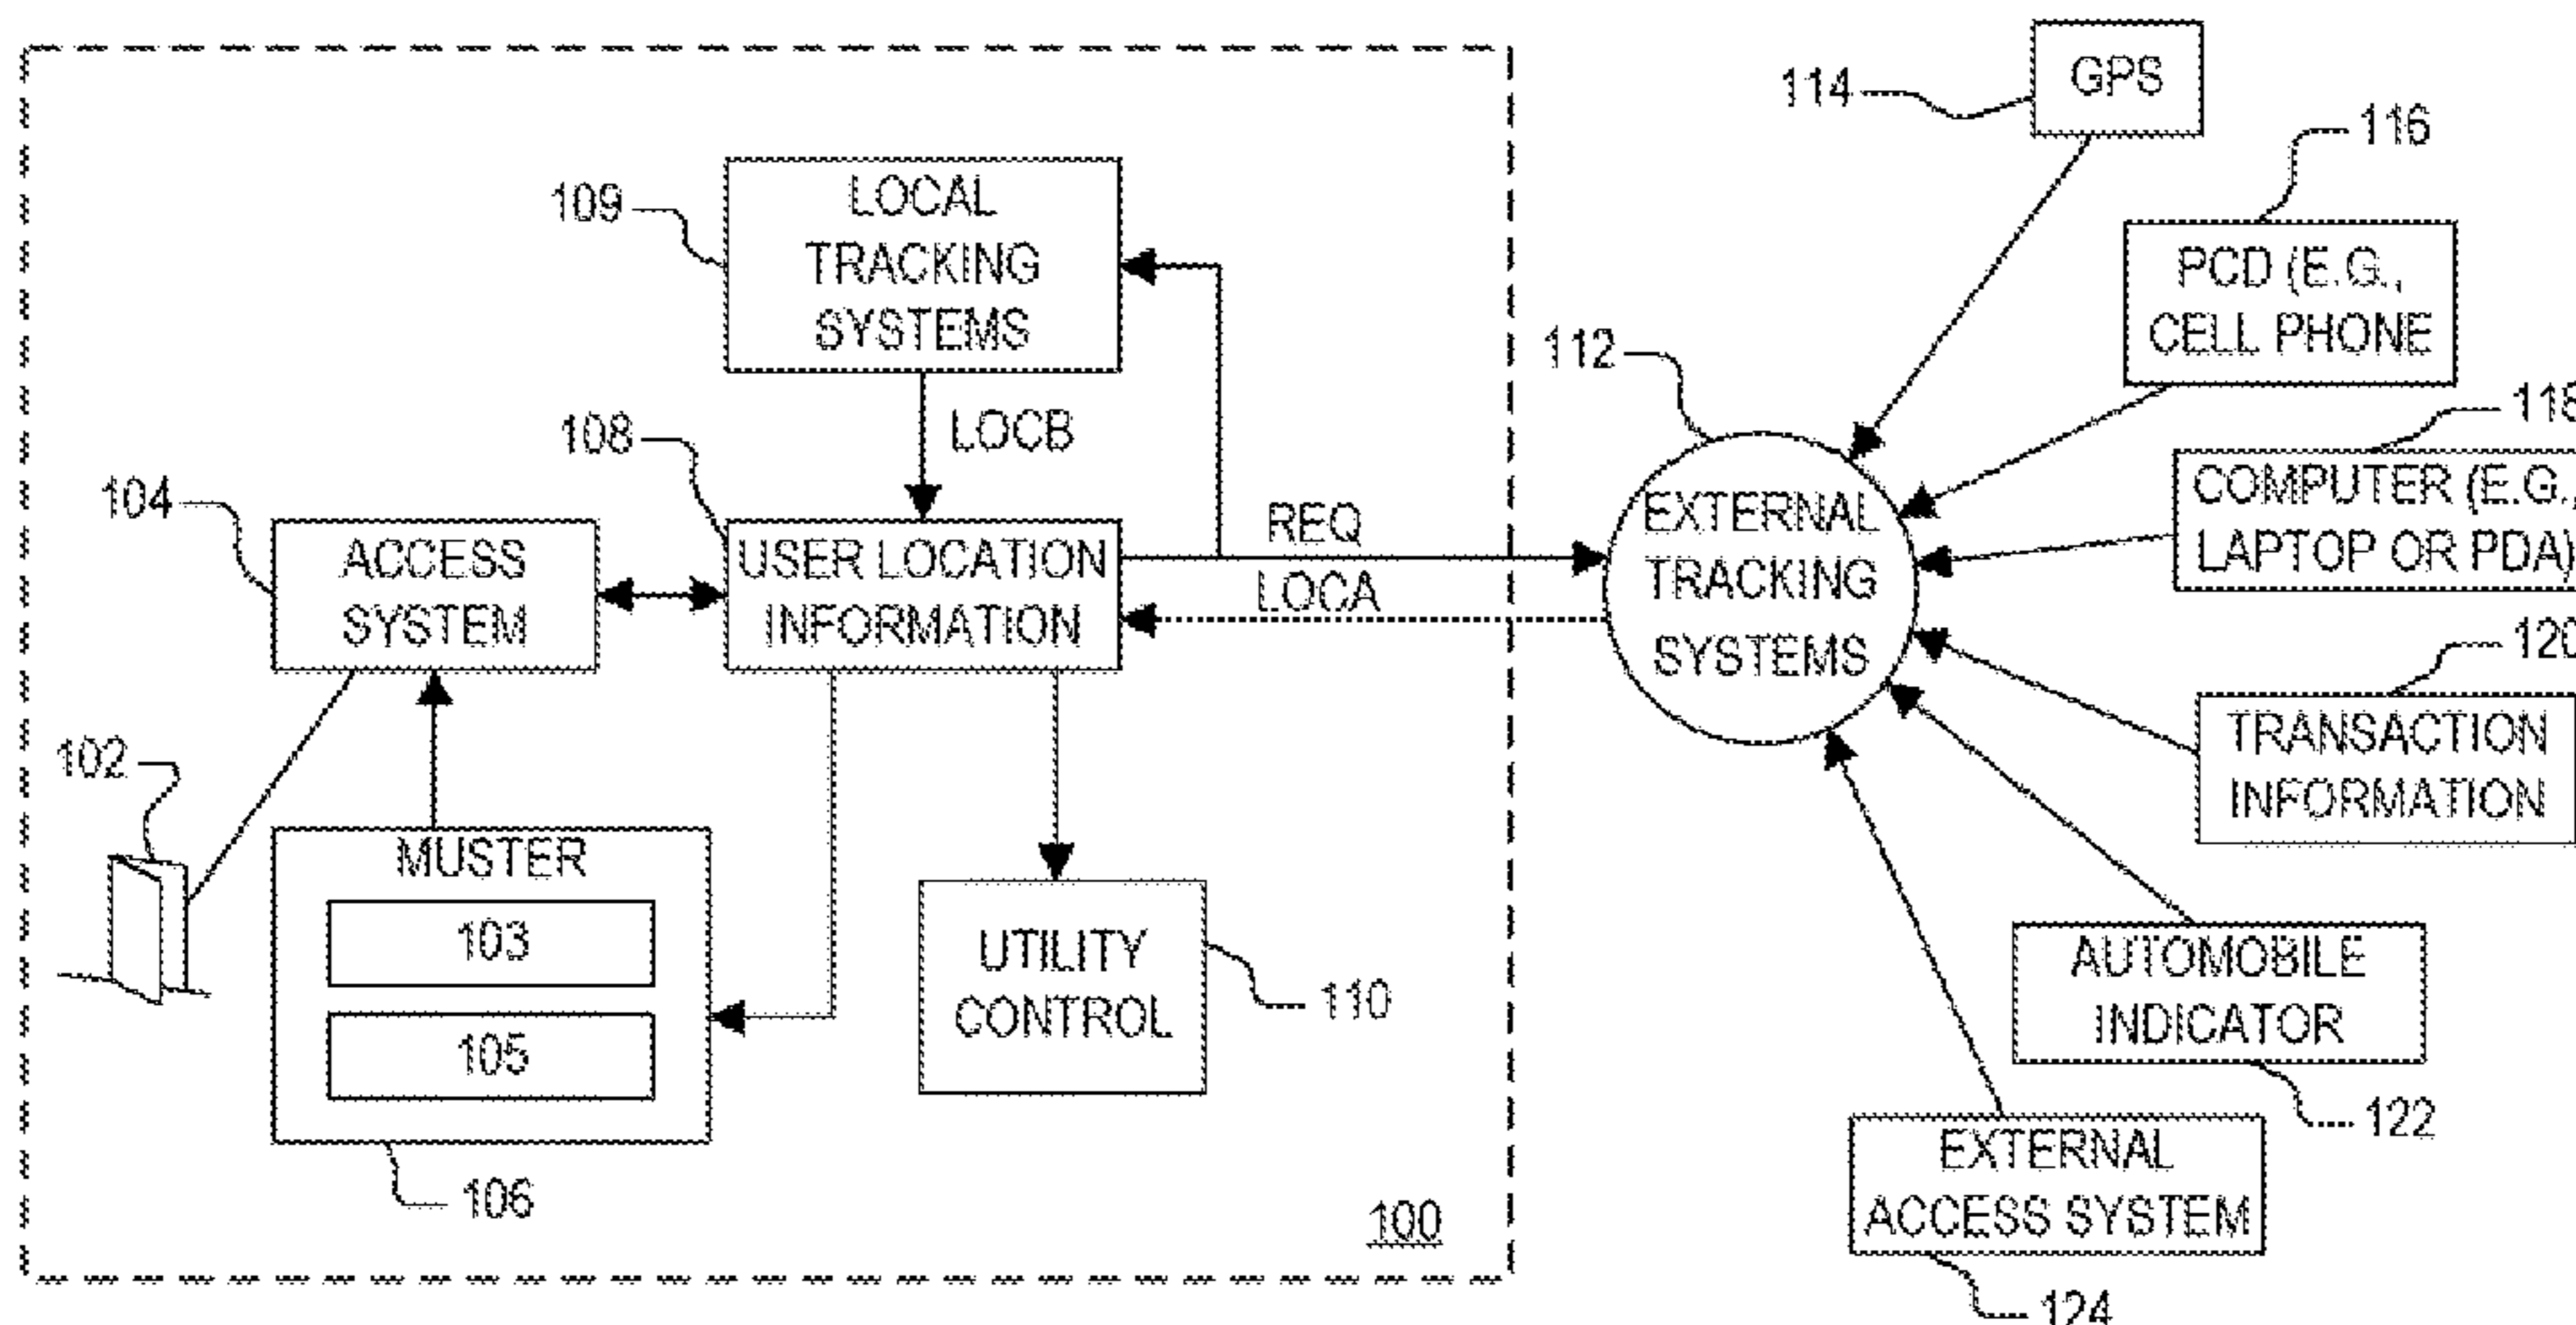 GPS
114
116
LOCAL
TRACKING
SYSTEMS
109
PCD (E.G.,
CELL PHONE
112
118
LOCB
108
104
COMPUTER (E.G.,
LAPTOP OR PDA)
ACCESS
SYSTEM
USER LOCATION
INFORMATION
REQ
LOCA
EXTERNAL
TRACKING
SYSTEMS
120
TRANSACTION
INFORMATION
102
MUSTER
103
105
UTILITY
CONTROL
110
AUTOMOBILE
INDICATOR
122
106
100
EXTERNAL
ACCESS SYSTEM
124